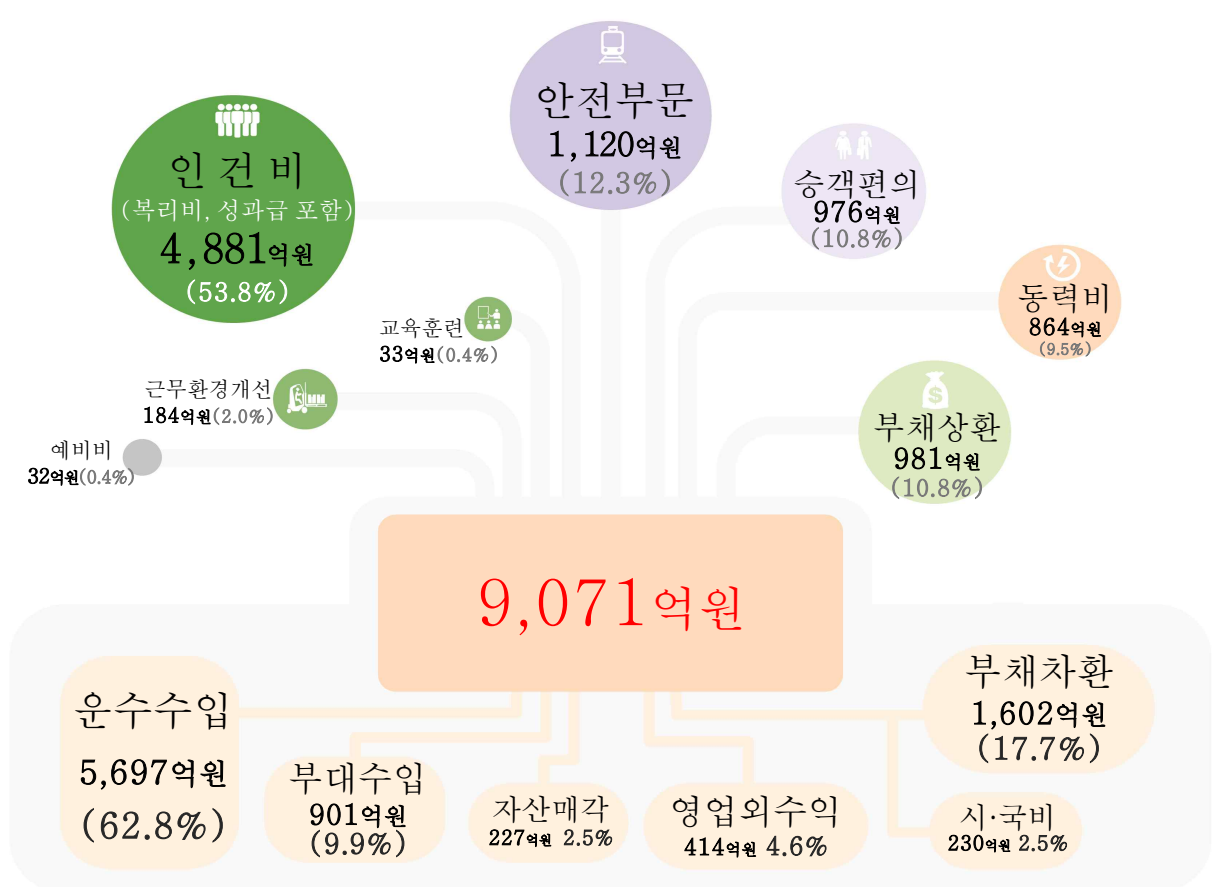 안전부문
1,120억원
(12.3%)
인 건 비
(복리비, 성과급 포함)
4,881억원
(53.8%)
승객편의
976억원
(10.8%)
동력비
864억원
(9.5%)
교육훈련
33억원(0.4%)
근무환경개선
184억원(2.0%)
예비비
32억원(0.4%)
부채상환
981억원
(10.8%)
$
9,071억원
운수수입
5,697억원
(62.8%)
부대수입
901억원
(9.9%)
자산매각
227억원 2.5%
영업외수익
414억원 4.6%
부채차환
1,602억원
(17.7%)
시·국비
230억원 2.5%